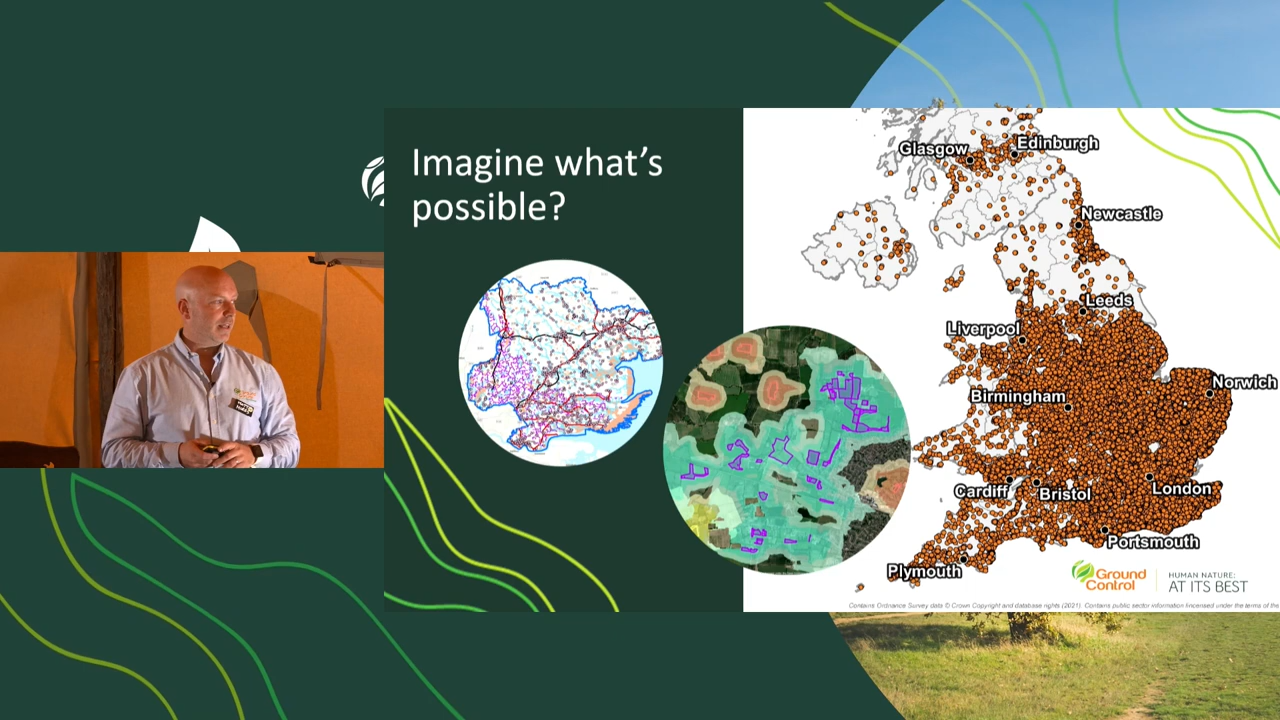 Imagine what's
possible?
Glasgow
Edinburgh
Newcastle
Leeds
Liverpool
Norwich
Birmingham
Cardiff
Bristol
London
Portsmouth
Plymouth
Ground
Control
HUMAN NATURE:
AT ITS BEST
Contains Ordnance Survey data © Crown Copyright and database rights (2021). Contains public sector information lincensed under the terms of the